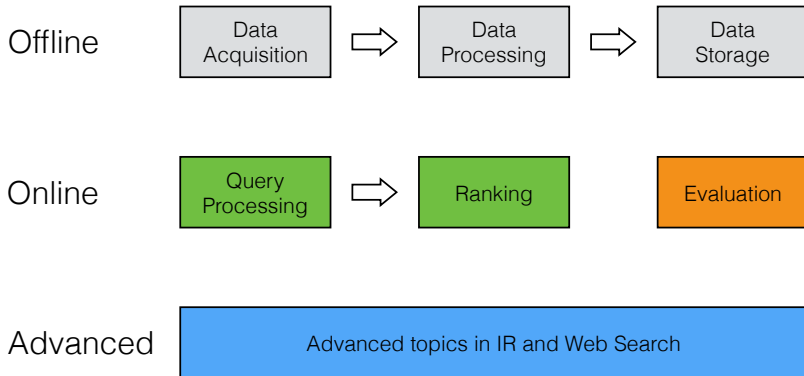 Offline
Data
Acquisition
Data
Processing
Data
Storage
Online
Query
Processing
Ranking
Evaluation
Advanced
Advanced topics in IR and Web Search